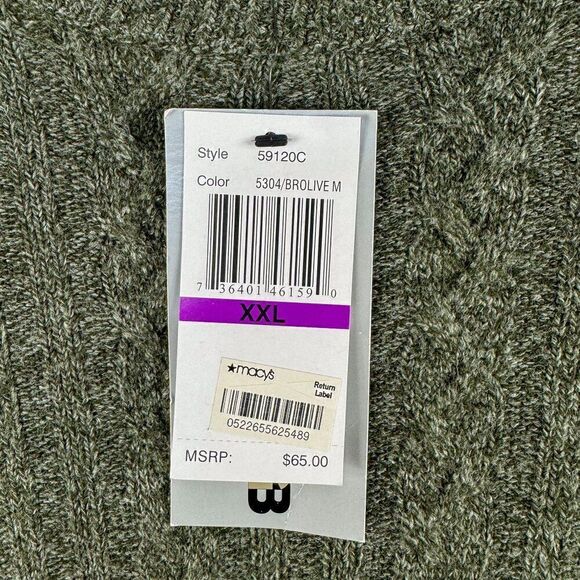 Style 59120C
Color 5304/BROLIVE M
7 36401 46159 0
XXL
★macy's
Return
Label
0522655625489
MSRP: $65.00